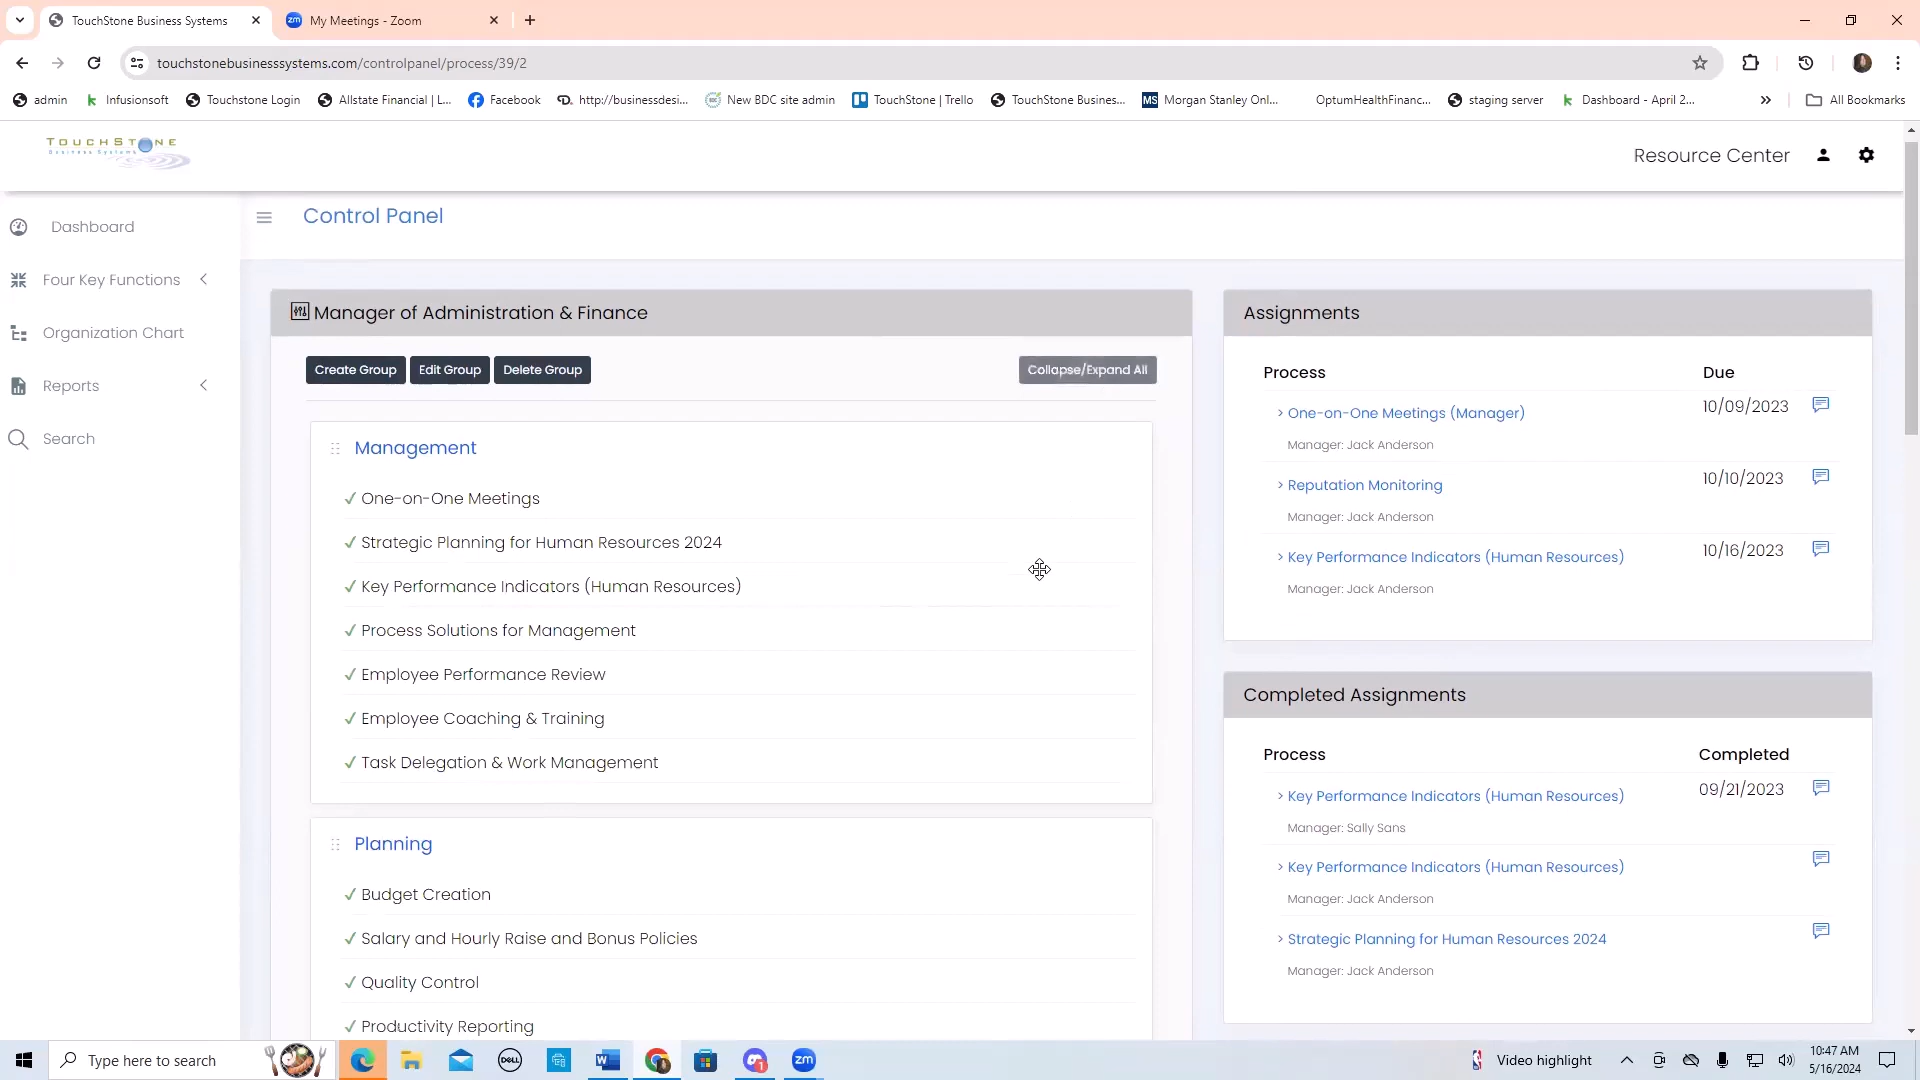 TouchStone Business Systems
My Meetings - Zoom
touchstonebusinesssystems.com/controlpanel/process/39/2
admin
Infusionsoft
Touchstone Login
Allstate Financial | L...
Facebook
http://businessdesi...
New BDC site admin
TouchStone | Trello
TouchStone Busines...
MS Morgan Stanley Onl...
OptumHealthFinanc...
staging server
Dashboard - April 2...
All Bookmarks
TOUCHSTONE
Business Systems
Resource Center
Dashboard
Four Key Functions
Organization Chart
Reports
Search
Control Panel
Manager of Administration & Finance
Create Group
Edit Group
Delete Group
Collapse/Expand All
Management
One-on-One Meetings
Strategic Planning for Human Resources 2024
Key Performance Indicators (Human Resources)
Process Solutions for Management
Employee Performance Review
Employee Coaching & Training
Task Delegation & Work Management
Planning
Budget Creation
Salary and Hourly Raise and Bonus Policies
Quality Control
Productivity Reporting
Assignments
Process Due
> One-on-One Meetings (Manager) 10/09/2023
Manager: Jack Anderson
> Reputation Monitoring 10/10/2023
Manager: Jack Anderson
> Key Performance Indicators (Human Resources) 10/16/2023
Manager: Jack Anderson
Completed Assignments
Process Completed
> Key Performance Indicators (Human Resources) 09/21/2023
Manager: Sally Sans
> Key Performance Indicators (Human Resources)
Manager: Jack Anderson
> Strategic Planning for Human Resources 2024
Manager: Jack Anderson
Type here to search
DELL
W
1
zm
Video highlight
10:47 AM
5/16/2024